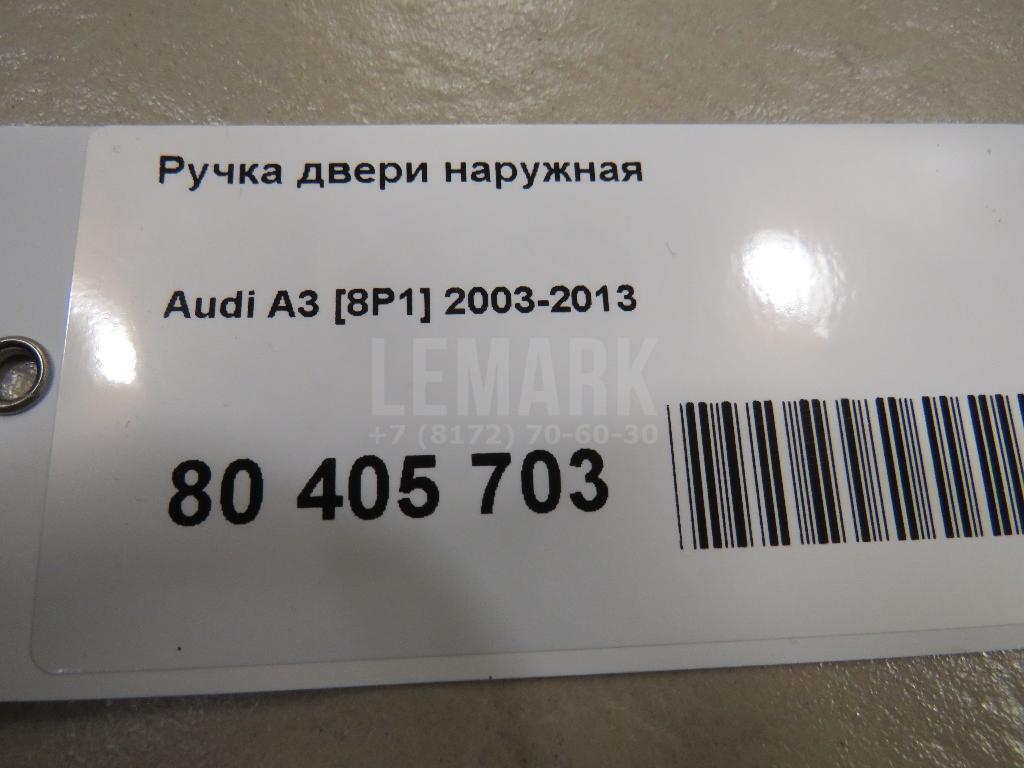 Ручка двери наружная
Audi A3 [8P1] 2003-2013
LEMARK
+7 (8172) 70-60-30
80 405 703